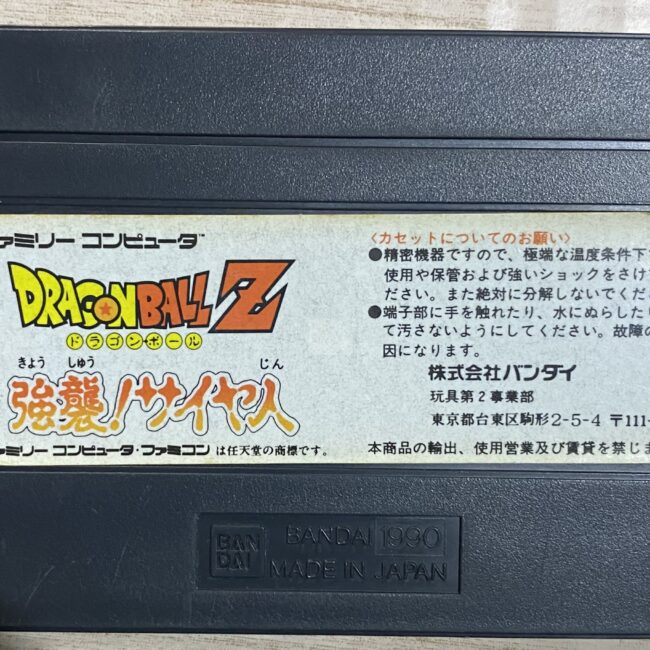 ァミリー コンピュータ™
DRAGON BALL Z
ドラゴンボール
きょう しゅう じん
強襲!サイヤ人
ァミリー コンピュータ・ファミコン は任天堂の商標です。
〈カセットについてのお願い〉
●精密機器ですので、極端な温度条件下
使用や保管および強いショックをさけ
ださい。また絶対に分解しないでくだ
●端子部に手を触れたり、水にぬらした
て汚さないようにしてください。故障の
因になります。
株式会社バンダイ
玩具第2事業部
東京都台東区駒形2-5-4 〒111-
本商品の輸出、使用営業及び賃貸を禁じま
BAN
DAI
BANDAI 1990
MADE IN JAPAN